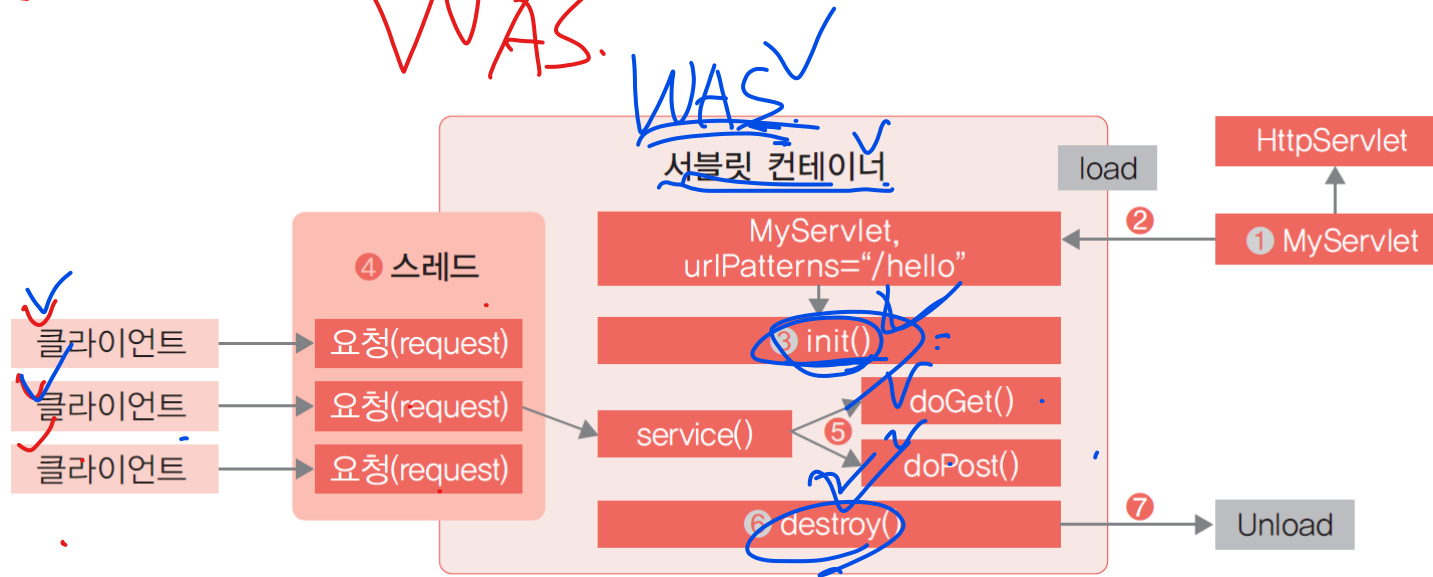 WAS.
WAS.
서블릿 컨테이너
load
HttpServlet
MyServlet,
urlPatterns="/hello"
2
1 MyServlet
4 스레드
3 init()
클라이언트
요청(request)
클라이언트
요청(request)
클라이언트
요청(request)
service()
5
doGet()
doPost()
6 destroy()
7
Unload